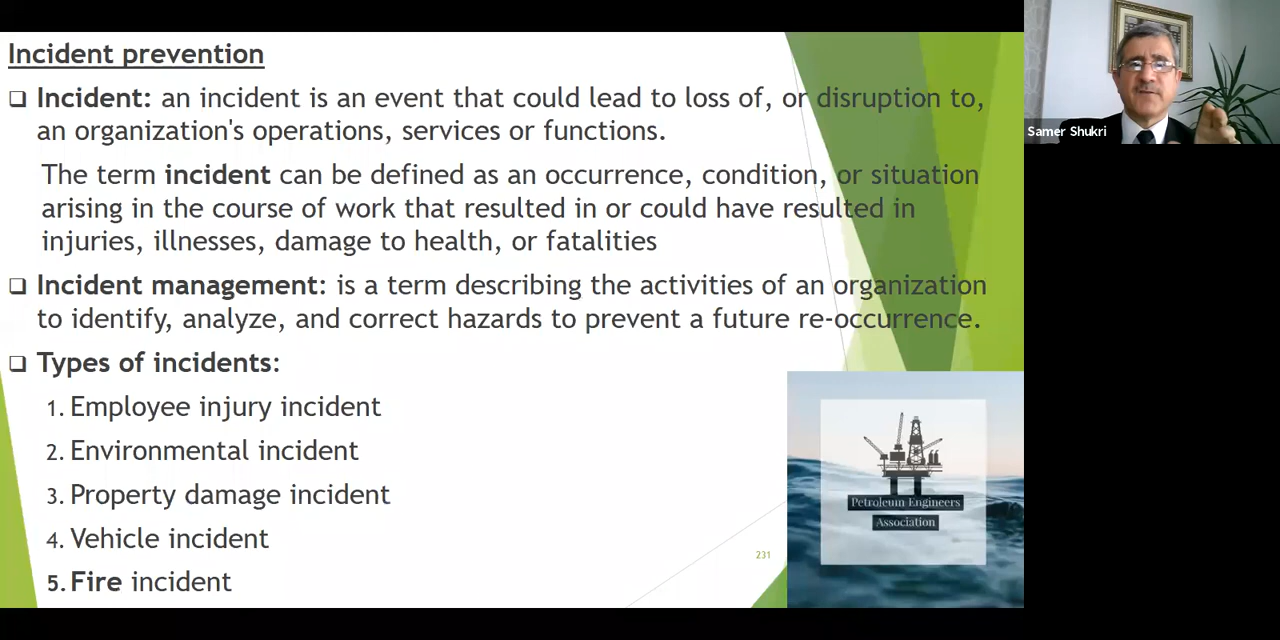 Incident prevention
❑ Incident: an incident is an event that could lead to loss of, or disruption to,
an organization's operations, services or functions.
The term incident can be defined as an occurrence, condition, or situation
arising in the course of work that resulted in or could have resulted in
injuries, illnesses, damage to health, or fatalities
❑ Incident management: is a term describing the activities of an organization
to identify, analyze, and correct hazards to prevent a future re-occurrence.
❑ Types of incidents:
1. Employee injury incident
2. Environmental incident
3. Property damage incident
4. Vehicle incident
5. Fire incident
231
Petroleum Engineers
Association
Samer Shukri